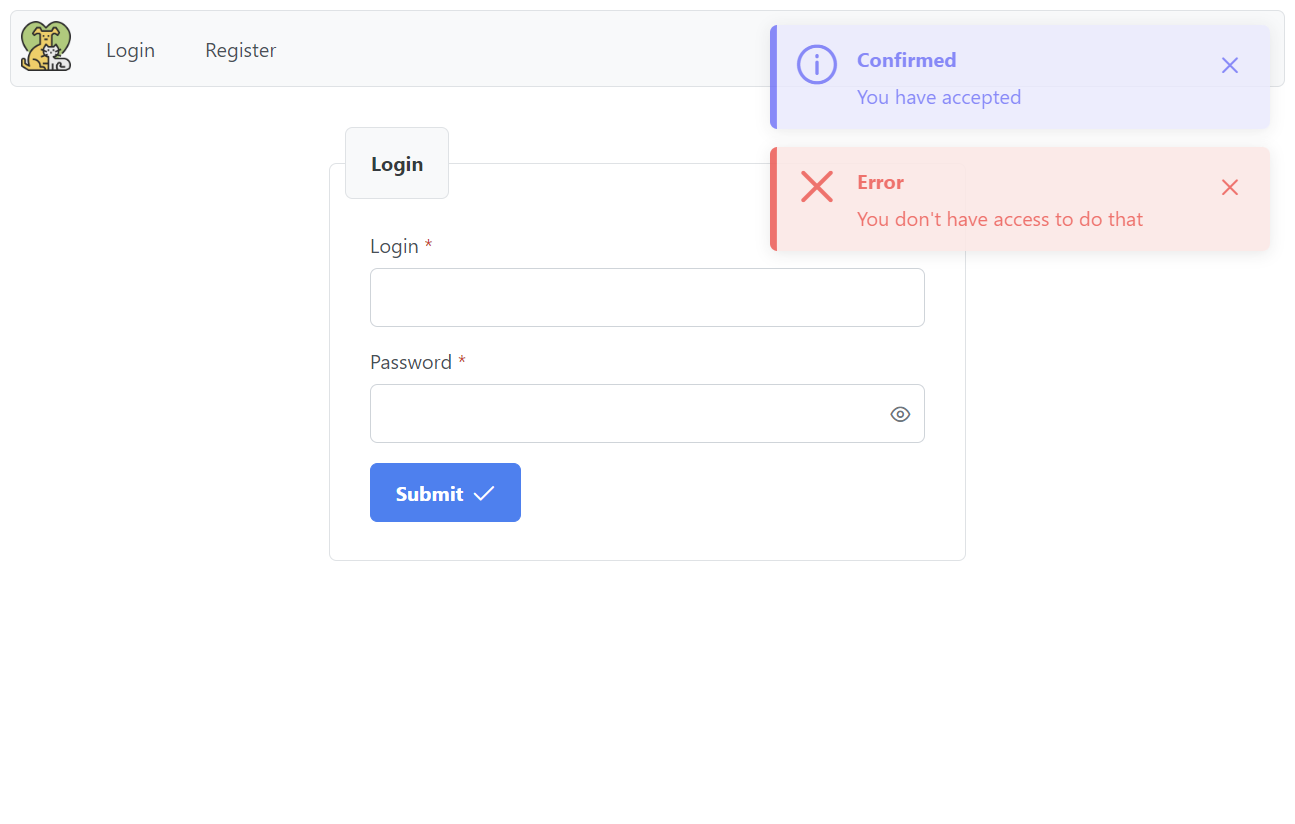 Login
Register
Confirmed
You have accepted
Error
You don't have access to do that
Login
Login *
Password *
Submit